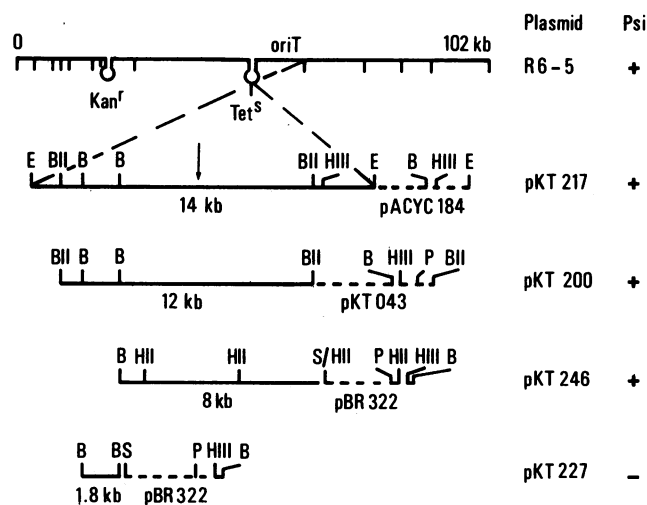 Plasmid Psi
0 oriT 102 kb R6-5 +
Kanʳ Tetˢ
E BII B B BII HIII E B HIII E
14 kb pACYC 184 pKT 217 +
BII B B BII B HIII P BII
12 kb pKT 043 pKT 200 +
B HII HII S/HII P HII HIII B
8 kb pBR 322 pKT 246 +
B BS P HIII B
1.8 kb pBR 322 pKT 227 –